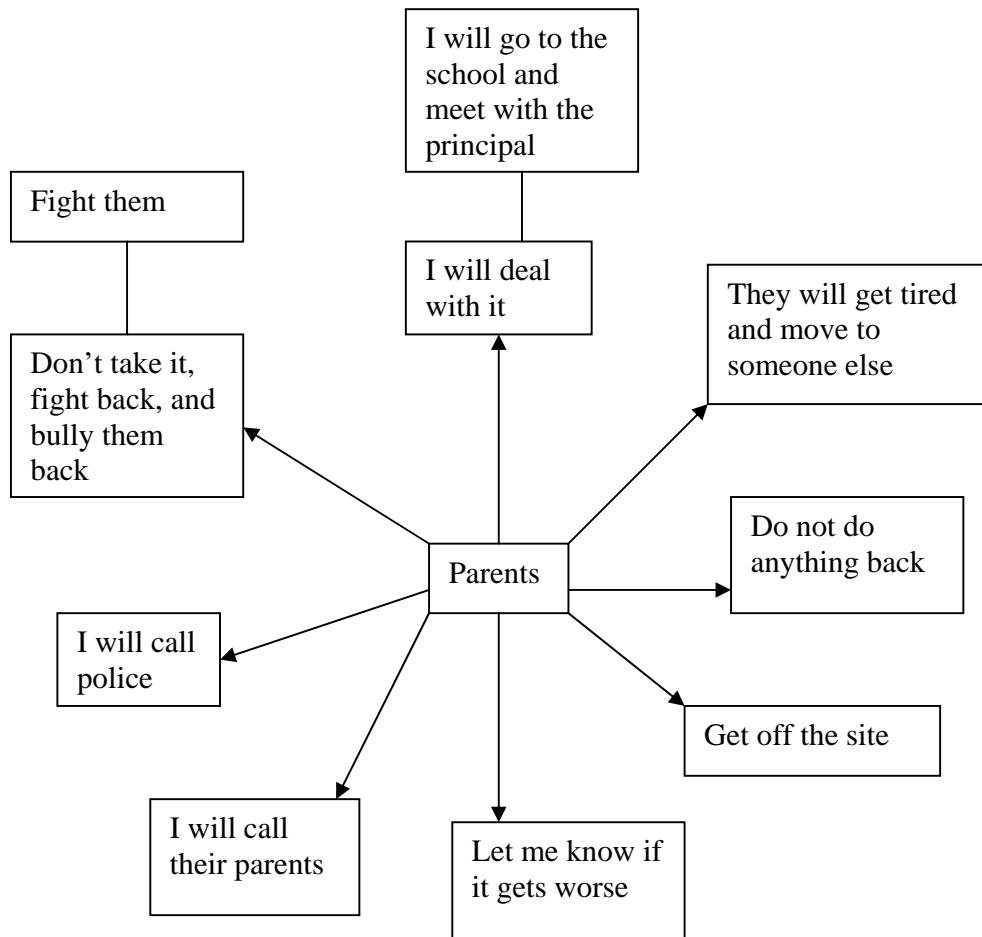 I will go to the
school and
meet with the
principal
Fight them
I will deal
with it
They will get tired
and move to
someone else
Don’t take it,
fight back, and
bully them
back
Do not do
anything back
Parents
I will call
police
Get off the site
I will call
their parents
Let me know if
it gets worse